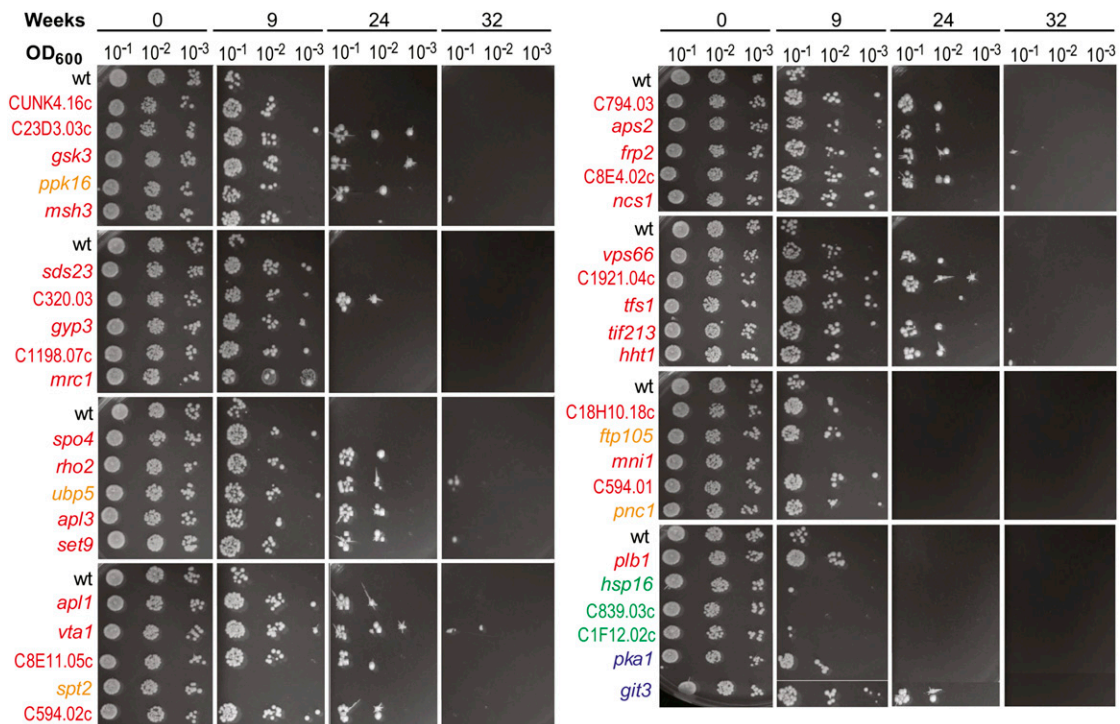 Weeks 0 9 24 32
OD600 10-1 10-2 10-3 10-1 10-2 10-3 10-1 10-2 10-3 10-1 10-2 10-3
wt
CUNK4.16c
C23D3.03c
gsk3
ppk16
msh3
wt
sds23
C320.03
gyp3
C1198.07c
mrc1
wt
spo4
rho2
ubp5
apl3
set9
wt
apl1
vta1
C8E11.05c
spt2
C594.02c
0 9 24 32
10-1 10-2 10-3 10-1 10-2 10-3 10-1 10-2 10-3 10-1 10-2 10-3
wt
C794.03
aps2
frp2
C8E4.02c
ncs1
wt
vps66
C1921.04c
tfs1
tif213
hht1
wt
C18H10.18c
ftp105
mni1
C594.01
pnc1
wt
plb1
hsp16
C839.03c
C1F12.02c
pka1
git3